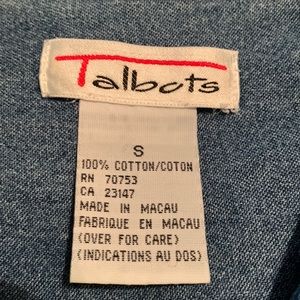 Talbots
S
100% COTTON/COTON
RN 70753
CA 23147
MADE IN MACAU
FABRIQUE EN MACAU
(OVER FOR CARE)
(INDICATIONS AU DOS)